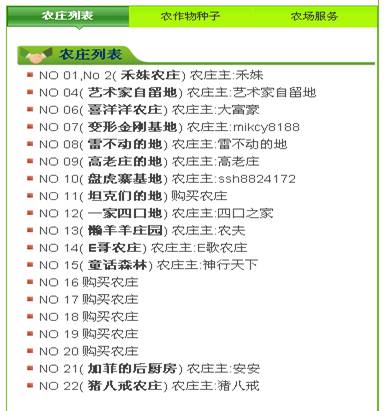 农庄列表 农作物种子 农场服务
农庄列表
NO 01,No 2( 禾妹农庄) 农庄主:禾妹
NO 04( 艺术家自留地) 农庄主:艺术家自留地
NO 06( 喜洋洋农庄) 农庄主:大富豪
NO 07( 变形金刚基地) 农庄主:mikcy8188
NO 08( 雷不动的地) 农庄主:雷不动的地
NO 09( 高老庄的地) 农庄主:高老庄
NO 10( 盘虎寨基地) 农庄主:ssh8824172
NO 11( 坦克们的地) 购买农庄
NO 12( 一家四口地) 农庄主:四口之家
NO 13( 懒羊羊庄园) 农庄主:农夫
NO 14( E哥农庄) 农庄主:E歌农庄
NO 15( 童话森林) 农庄主:神行天下
NO 16 购买农庄
NO 17 购买农庄
NO 18 购买农庄
NO 19 购买农庄
NO 20 购买农庄
NO 21( 加菲的后厨房) 农庄主:安安
NO 22( 猪八戒农庄) 农庄主:猪八戒